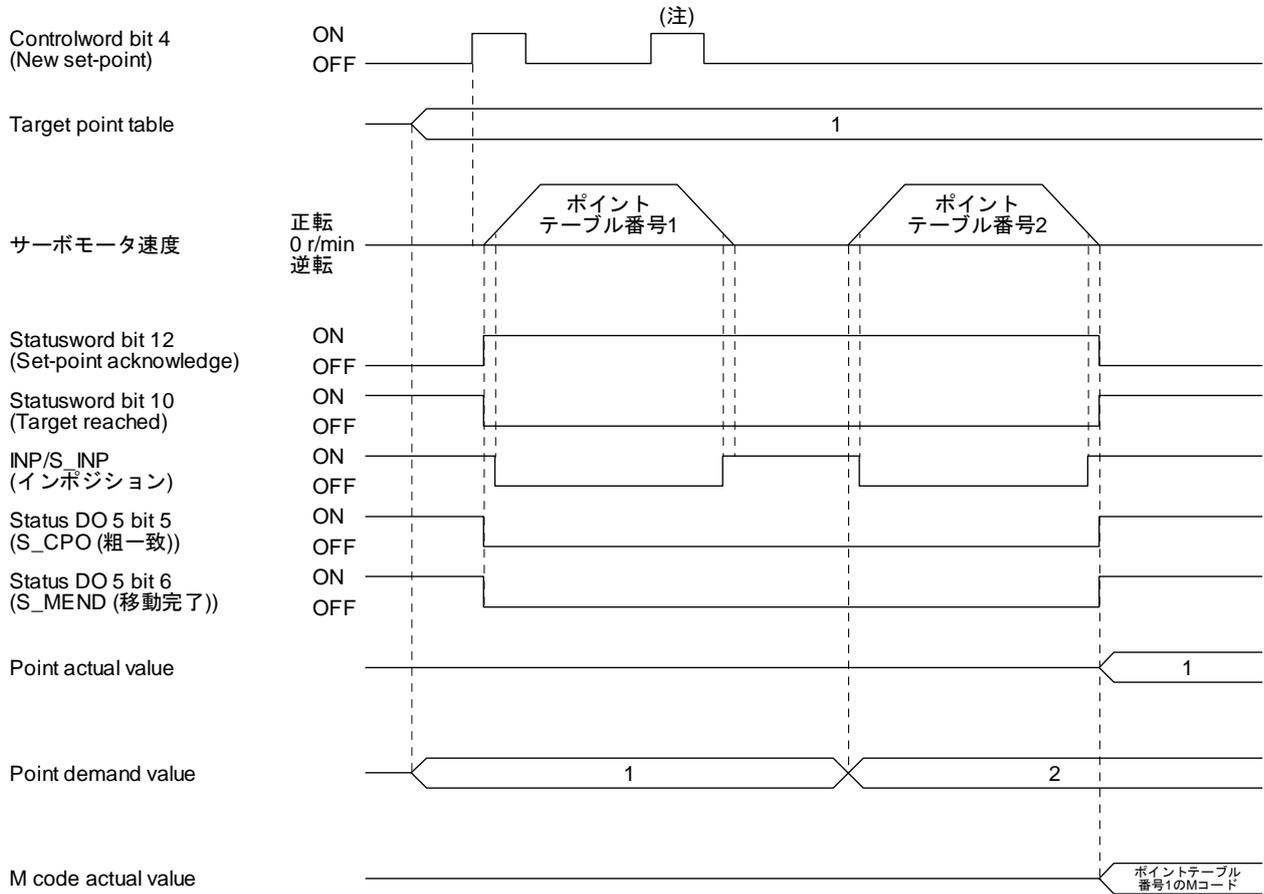 (注)
Controlword bit 4
(New set-point)
ON
OFF
Target point table
1
サーボモータ速度
正転
0 r/min
逆転
ポイント
テーブル番号1
ポイント
テーブル番号2
Statusword bit 12
(Set-point acknowledge)
ON
OFF
Statusword bit 10
(Target reached)
ON
OFF
INP/S_INP
(インポジション)
ON
OFF
Status DO 5 bit 5
(S_CPO (粗一致))
ON
OFF
Status DO 5 bit 6
(S_MEND (移動完了))
ON
OFF
Point actual value
1
Point demand value
1
2
M code actual value
ポイントテーブル
番号1のMコード